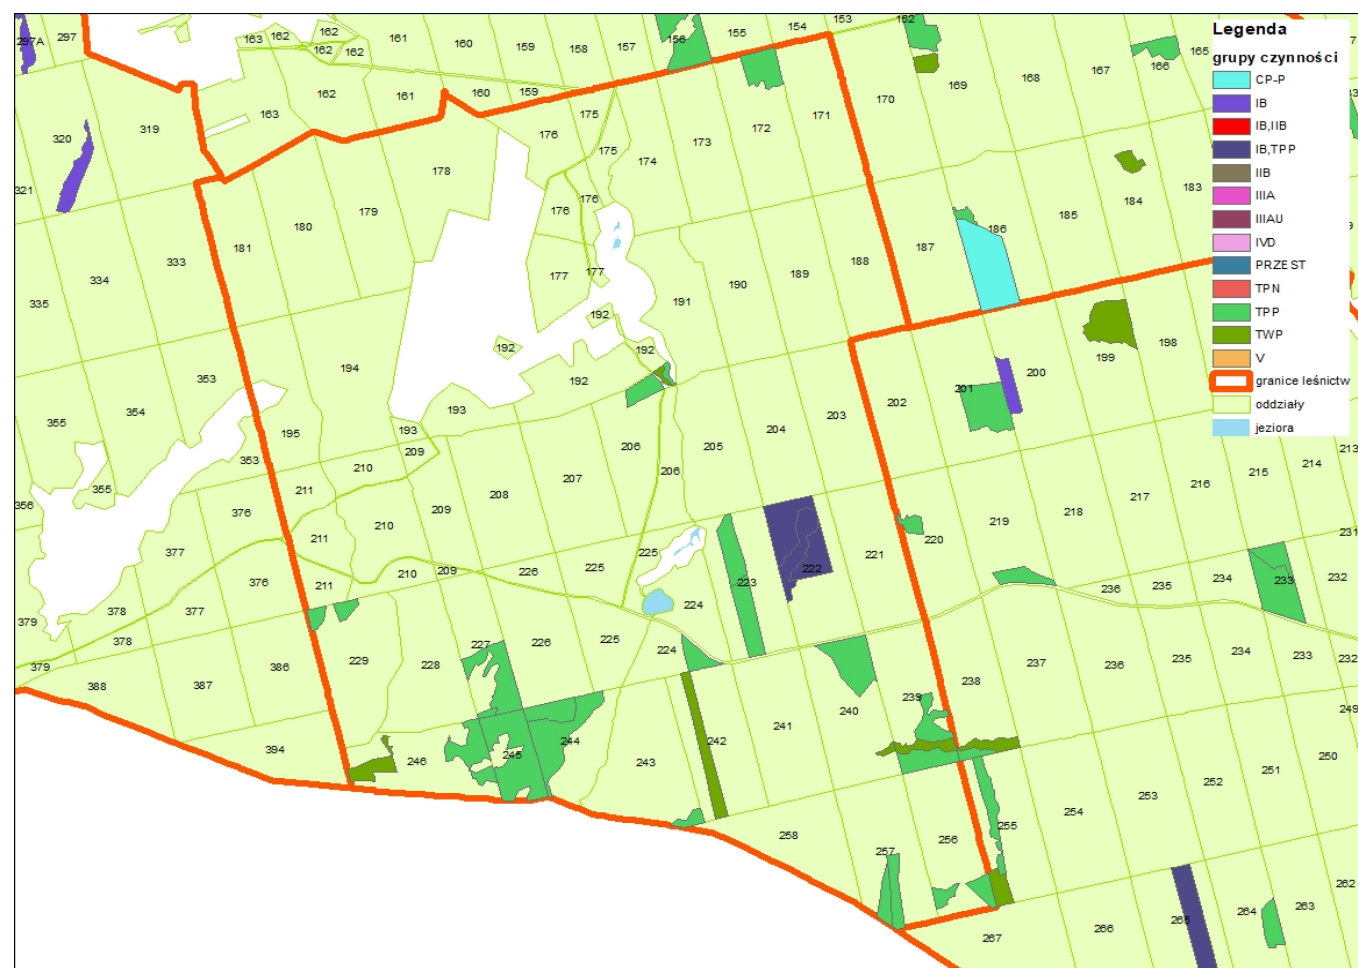 Legenda
grupy czynności
CP-P
IB
IB,IIB
IB,TPP
IIB
IIIA
IIIAU
IVD
PRZEST
TPN
TPP
TWP
V
granice leśnictw
oddziały
jeziora
297A 297 163 162 162 161 160 159 158 157 156 155 154 153 152
162 162
169 168 167 166 165
320 319 163 162 161 160 159 175 176 173 172 171 170
321 178 175 174
181 180 179 176 176 187 186 185 184 183
335 334 333 177 177 191 190 189 188
192 192 192
355 354 353 194 192 193 201 200 199 198
195 193 206 205 204 203 202
356 355 353 210 209 211 208 207 206
376 211 210 209 219 218 217 216 215 214 213
377 376 211 210 209 226 225 225 223 222 221 220 231
379 378 377 224 236 235 234 233 232
378 379 388 387 386 229 228 227 226 225 224 237 236 235 234 233 232
394 246 245 244 243 242 241 240 239 238 249
258 257 256 255 254 253 252 251 250
267 266 265 264 263 262